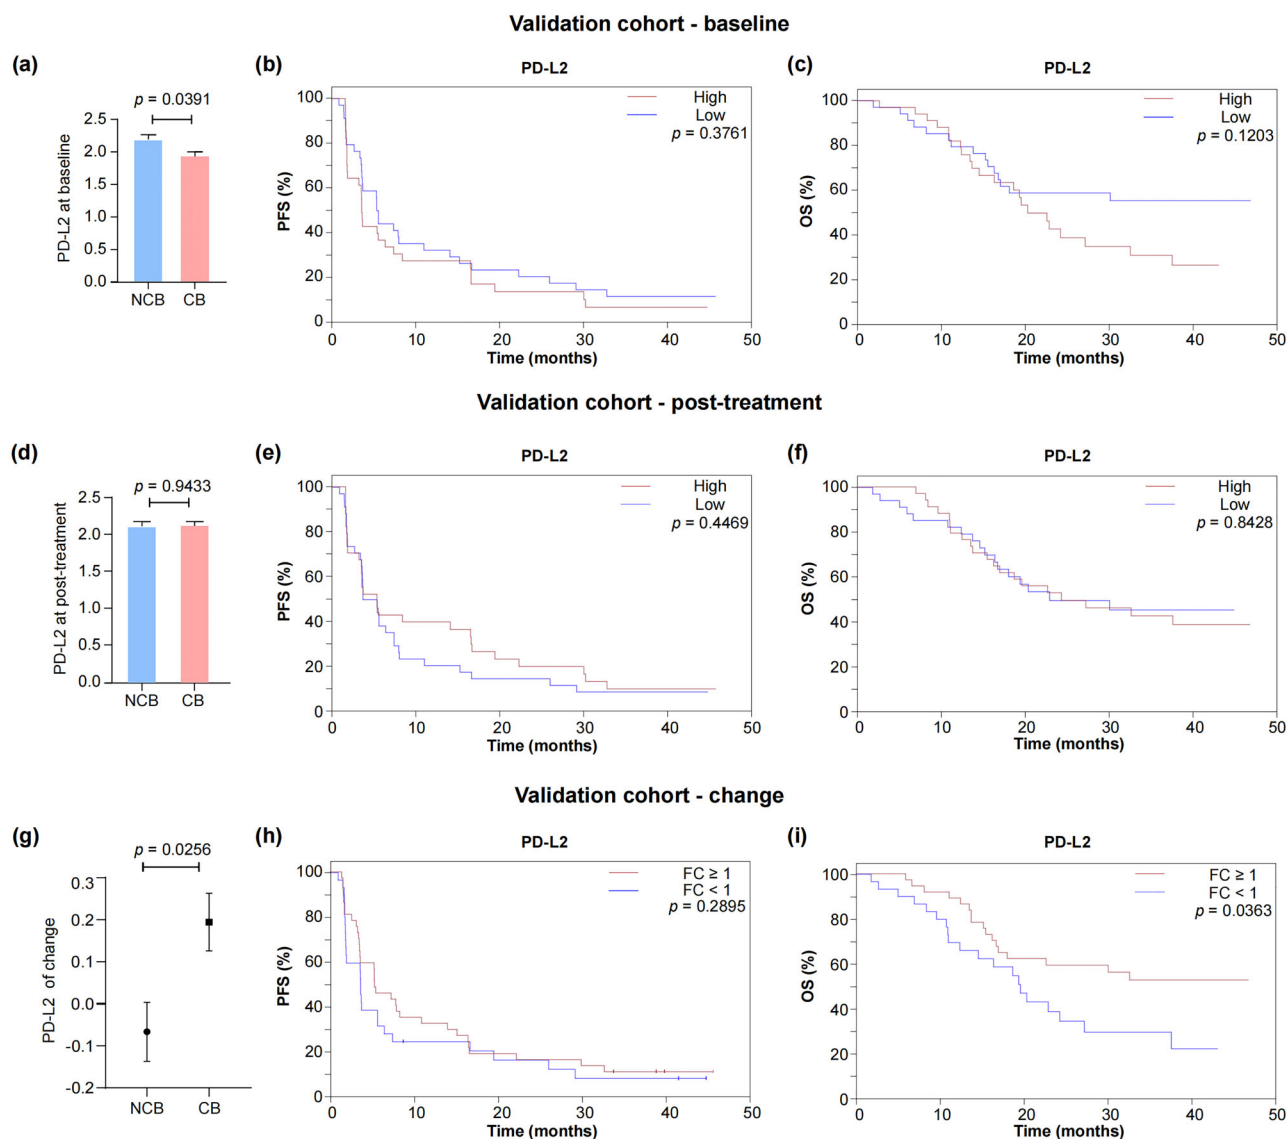 Validation cohort - baseline
(a)
p = 0.0391
PD-L2 at baseline
2.5
2.0
1.5
1.0
0.5
0.0
NCB CB
(b)
PD-L2
High
Low
p = 0.3761
PFS (%)
100
80
60
40
20
0
0 10 20 30 40 50
Time (months)
(c)
PD-L2
High
Low
p = 0.1203
OS (%)
100
80
60
40
20
0
0 10 20 30 40 50
Time (months)
Validation cohort - post-treatment
(d)
p = 0.9433
PD-L2 at post-treatment
2.5
2.0
1.5
1.0
0.5
0.0
NCB CB
(e)
PD-L2
High
Low
p = 0.4469
PFS (%)
100
80
60
40
20
0
0 10 20 30 40 50
Time (months)
(f)
PD-L2
High
Low
p = 0.8428
OS (%)
100
80
60
40
20
0
0 10 20 30 40 50
Time (months)
Validation cohort - change
(g)
p = 0.0256
PD-L2 of change
0.3
0.2
0.1
0.0
-0.1
-0.2
NCB CB
(h)
PD-L2
FC ≥ 1
FC < 1
p = 0.2895
PFS (%)
100
80
60
40
20
0
0 10 20 30 40 50
Time (months)
(i)
PD-L2
FC ≥ 1
FC < 1
p = 0.0363
OS (%)
100
80
60
40
20
0
0 10 20 30 40 50
Time (months)